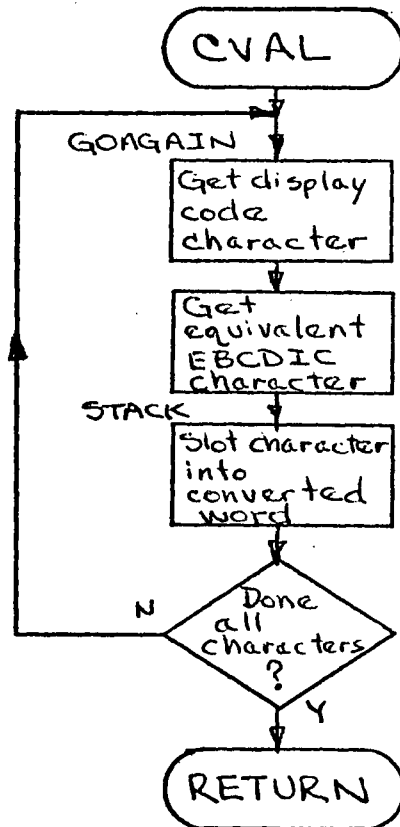 CVAL
GOAGAIN
Get display
code
character
Get
equivalent
EBCDIC
character
STACK
Slot character
into
converted
word
Done
all
characters
?
N
Y
RETURN